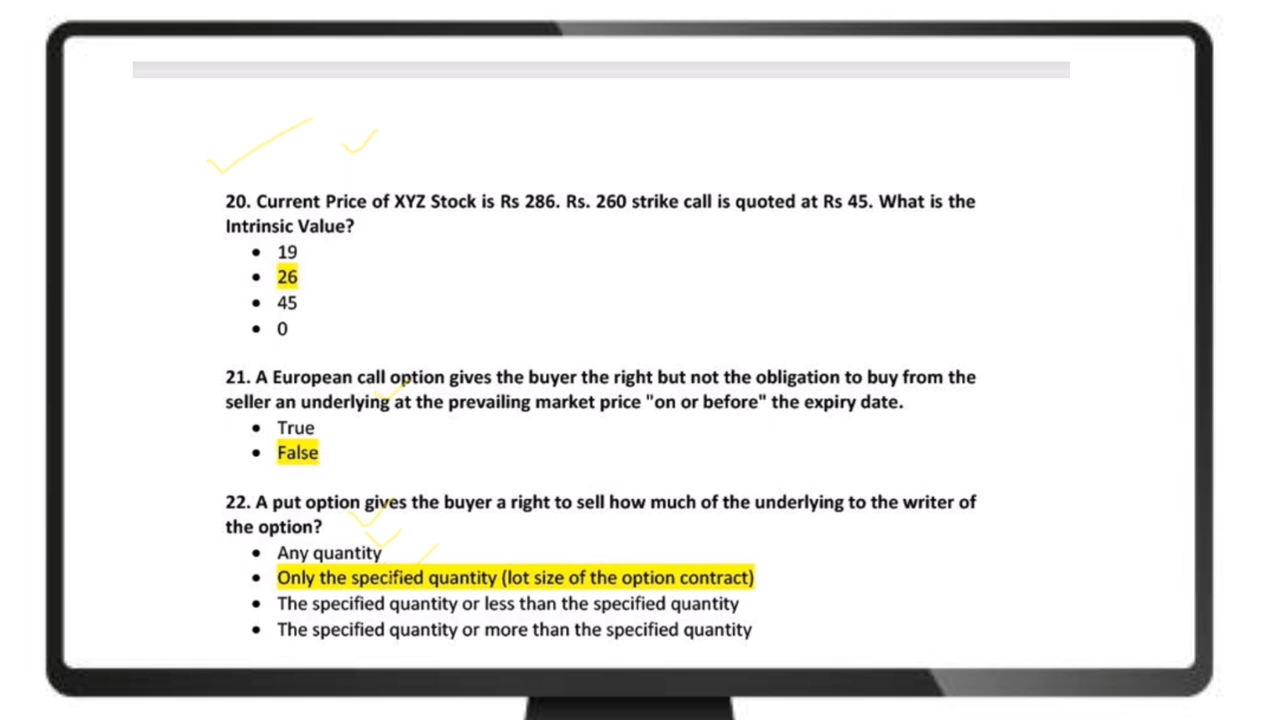 20. Current Price of XYZ Stock is Rs 286. Rs. 260 strike call is quoted at Rs 45. What is the
Intrinsic Value?
• 19
• 26
• 45
• 0
21. A European call option gives the buyer the right but not the obligation to buy from the
seller an underlying at the prevailing market price "on or before" the expiry date.
• True
• False
22. A put option gives the buyer a right to sell how much of the underlying to the writer of
the option?
• Any quantity
• Only the specified quantity (lot size of the option contract)
• The specified quantity or less than the specified quantity
• The specified quantity or more than the specified quantity